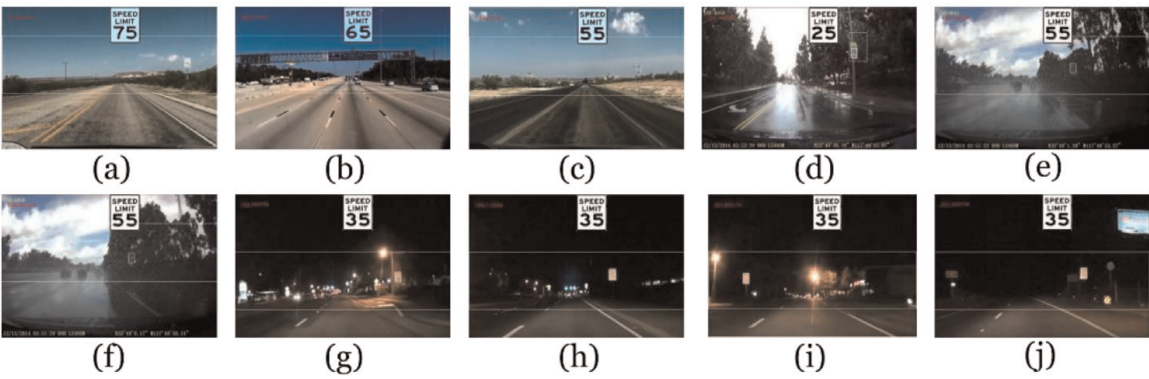 SPEED
LIMIT
75
SPEED
LIMIT
65
SPEED
LIMIT
55
SPEED
LIMIT
25
SPEED
LIMIT
55
(a)
(b)
(c)
(d)
(e)
SPEED
LIMIT
55
SPEED
LIMIT
35
SPEED
LIMIT
35
SPEED
LIMIT
35
SPEED
LIMIT
35
(f)
(g)
(h)
(i)
(j)